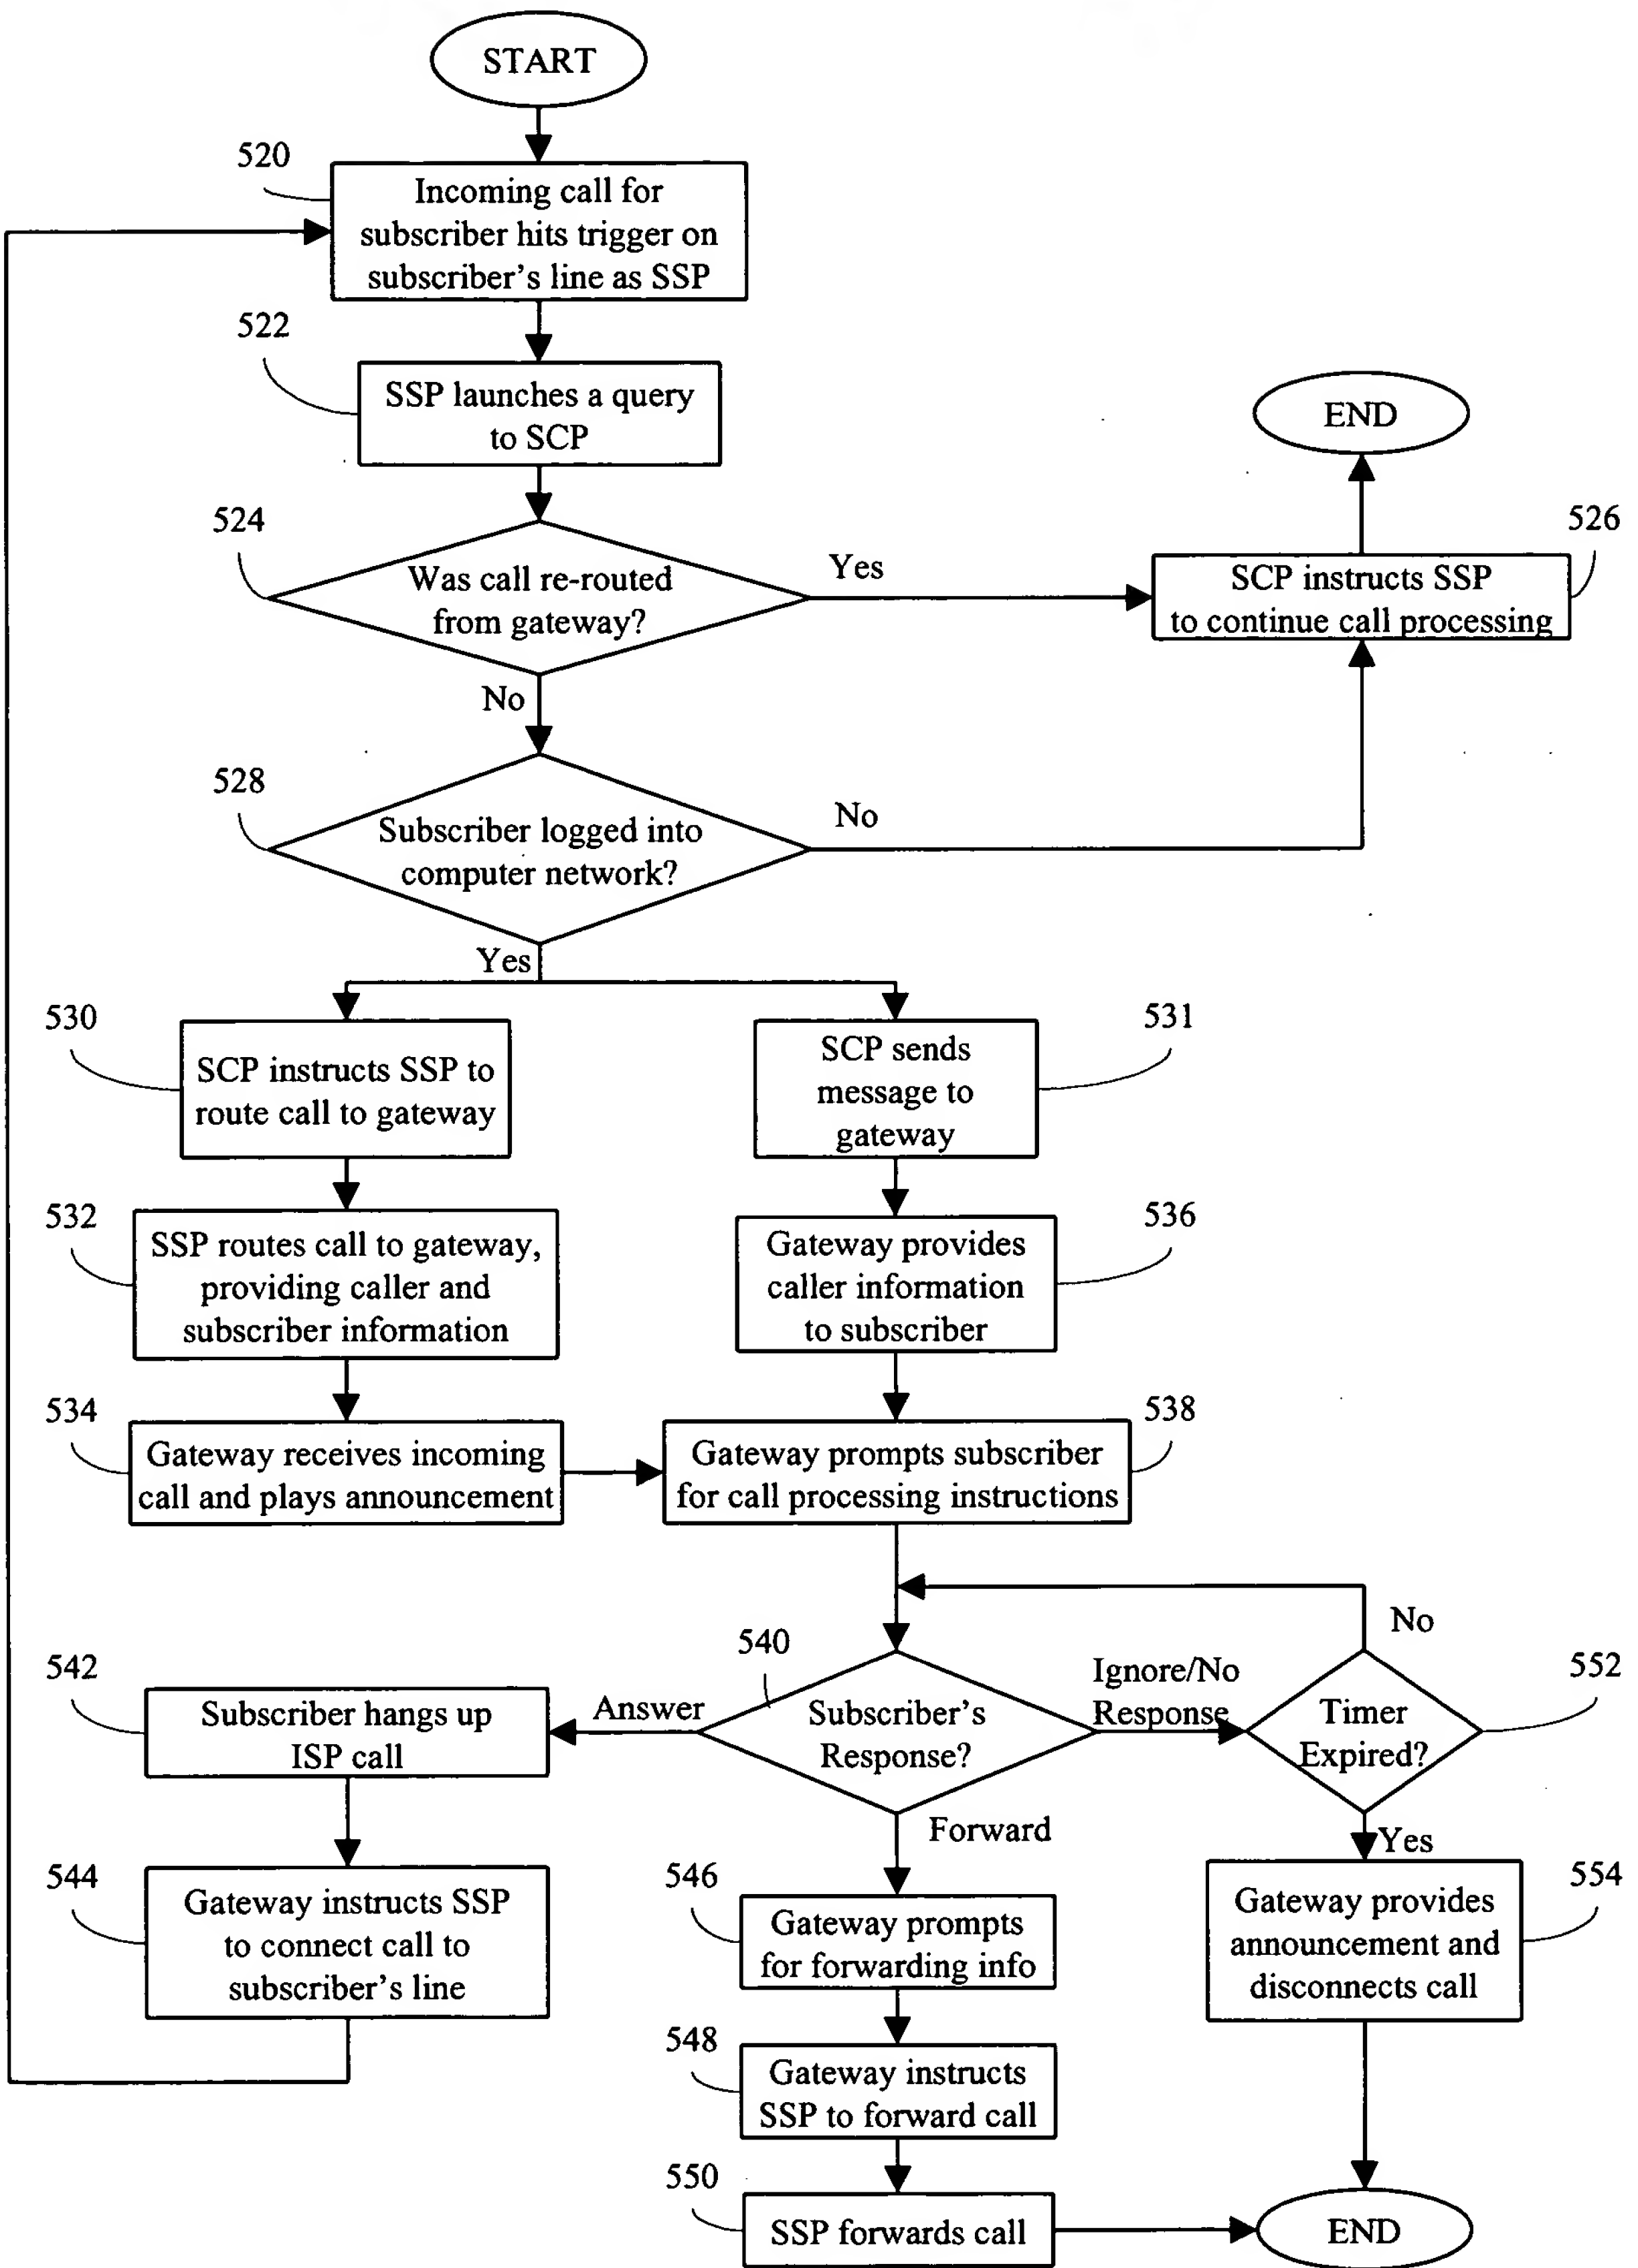 START
520
Incoming call for
subscriber hits trigger on
subscriber's line as SSP
522
SSP launches a query
to SCP
END
524
Was call re-routed
from gateway?
Yes
526
SCP instructs SSP
to continue call processing
No
528
Subscriber logged into
computer network?
No
Yes
530
SCP instructs SSP to
route call to gateway
531
SCP sends
message to
gateway
532
SSP routes call to gateway,
providing caller and
subscriber information
536
Gateway provides
caller information
to subscriber
534
Gateway receives incoming
call and plays announcement
538
Gateway prompts subscriber
for call processing instructions
No
540
Subscriber's
Response?
Answer
Ignore/No
Response
552
Timer
Expired?
542
Subscriber hangs up
ISP call
Forward
Yes
544
Gateway instructs SSP
to connect call to
subscriber's line
546
Gateway prompts
for forwarding info
554
Gateway provides
announcement and
disconnects call
548
Gateway instructs
SSP to forward call
550
SSP forwards call
END